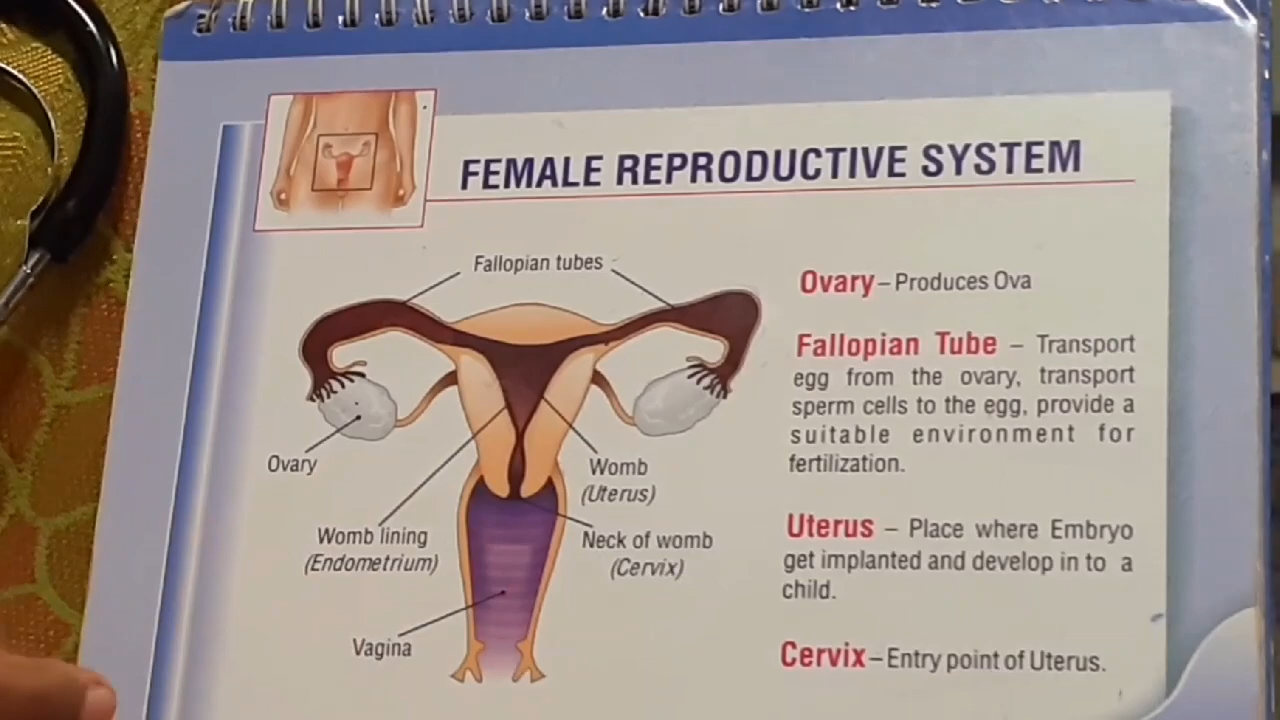 FEMALE REPRODUCTIVE SYSTEM
Fallopian tubes
Ovary
Womb lining
(Endometrium)
Vagina
Womb
(Uterus)
Neck of womb
(Cervix)
Ovary – Produces Ova
Fallopian Tube – Transport
egg from the ovary, transport
sperm cells to the egg, provide a
suitable environment for
fertilization.
Uterus – Place where Embryo
get implanted and develop in to a
child.
Cervix – Entry point of Uterus.